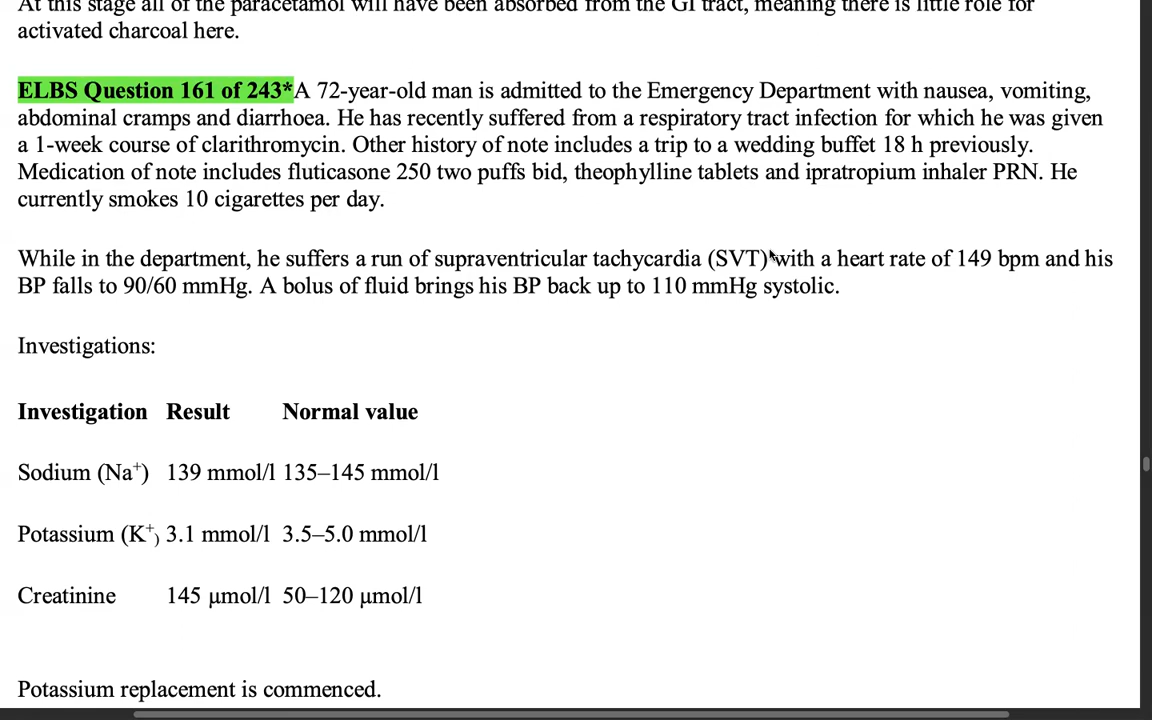 At this stage all of the paracetamol will have been absorbed from the GI tract, meaning there is little role for
activated charcoal here.
ELBS Question 161 of 243*A 72-year-old man is admitted to the Emergency Department with nausea, vomiting,
abdominal cramps and diarrhoea. He has recently suffered from a respiratory tract infection for which he was given
a 1-week course of clarithromycin. Other history of note includes a trip to a wedding buffet 18 h previously.
Medication of note includes fluticasone 250 two puffs bid, theophylline tablets and ipratropium inhaler PRN. He
currently smokes 10 cigarettes per day.
While in the department, he suffers a run of supraventricular tachycardia (SVT) with a heart rate of 149 bpm and his
BP falls to 90/60 mmHg. A bolus of fluid brings his BP back up to 110 mmHg systolic.
Investigations:
Investigation Result Normal value
Sodium (Na⁺) 139 mmol/l 135–145 mmol/l
Potassium (K⁺) 3.1 mmol/l 3.5–5.0 mmol/l
Creatinine 145 μmol/l 50–120 μmol/l
Potassium replacement is commenced.